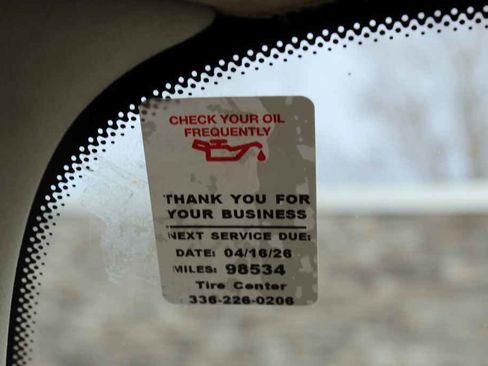 CHECK YOUR OIL
FREQUENTLY
THANK YOU FOR
YOUR BUSINESS
NEXT SERVICE DUE:
DATE: 04/16/26
MILES: 98534
Tire Center
336-226-0206